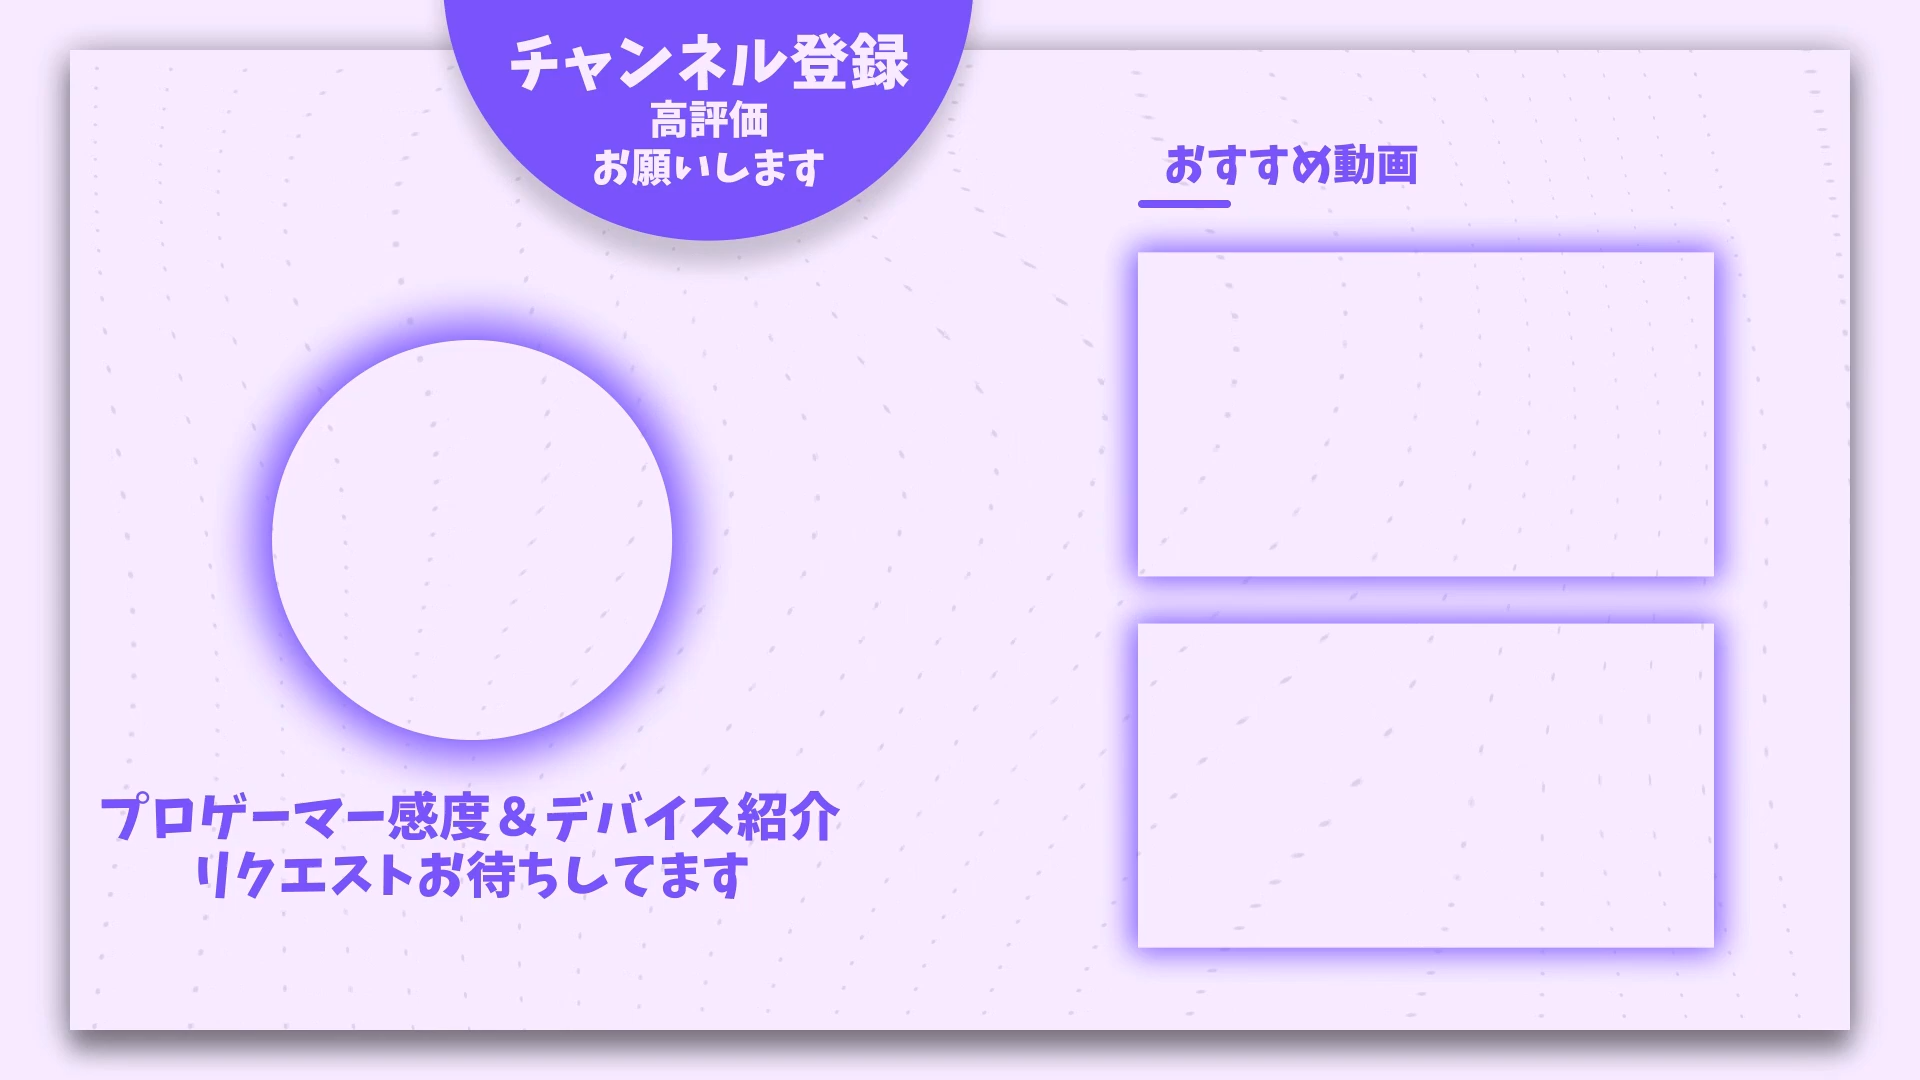 チャンネル登録
高評価
お願いします
おすすめ動画
プロゲーマー感度＆デバイス紹介
リクエストお待ちしてます